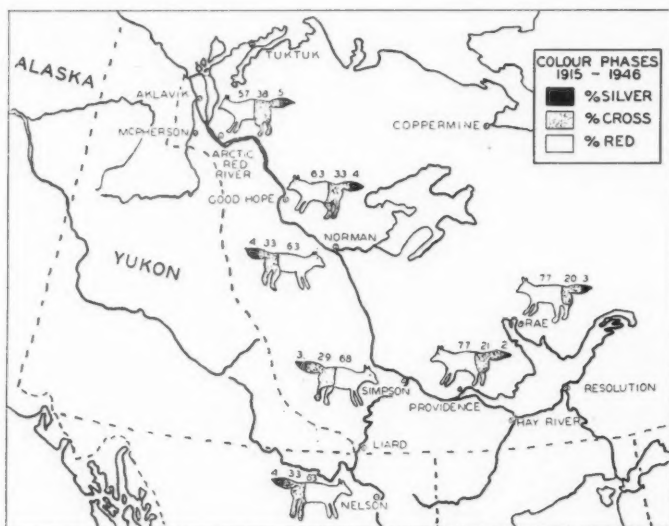 COLOUR PHASES
1915 - 1946
% SILVER
% CROSS
% RED
ALASKA
TUKTUK
AKLAVIK
57 38 5
MCPHERSON
COPPERMINE
ARCTIC
RED
RIVER
63 33 4
GOOD HOPE
NORMAN
4 33 63
YUKON
77 20 3
RAE
77 21 2
3 29 68
SIMPSON
RESOLUTION
PROVIDENCE
HAY RIVER
LIARD
4 33 63
NELSON